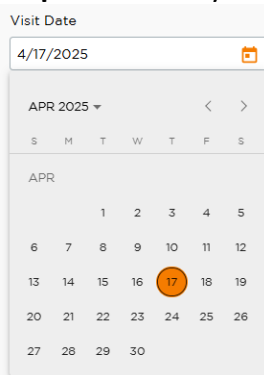 Visit Date
4/17/2025
APR 2025
S M T W T F S
APR
1 2 3 4 5
6 7 8 9 10 11 12
13 14 15 16 17 18 19
20 21 22 23 24 25 26
27 28 29 30